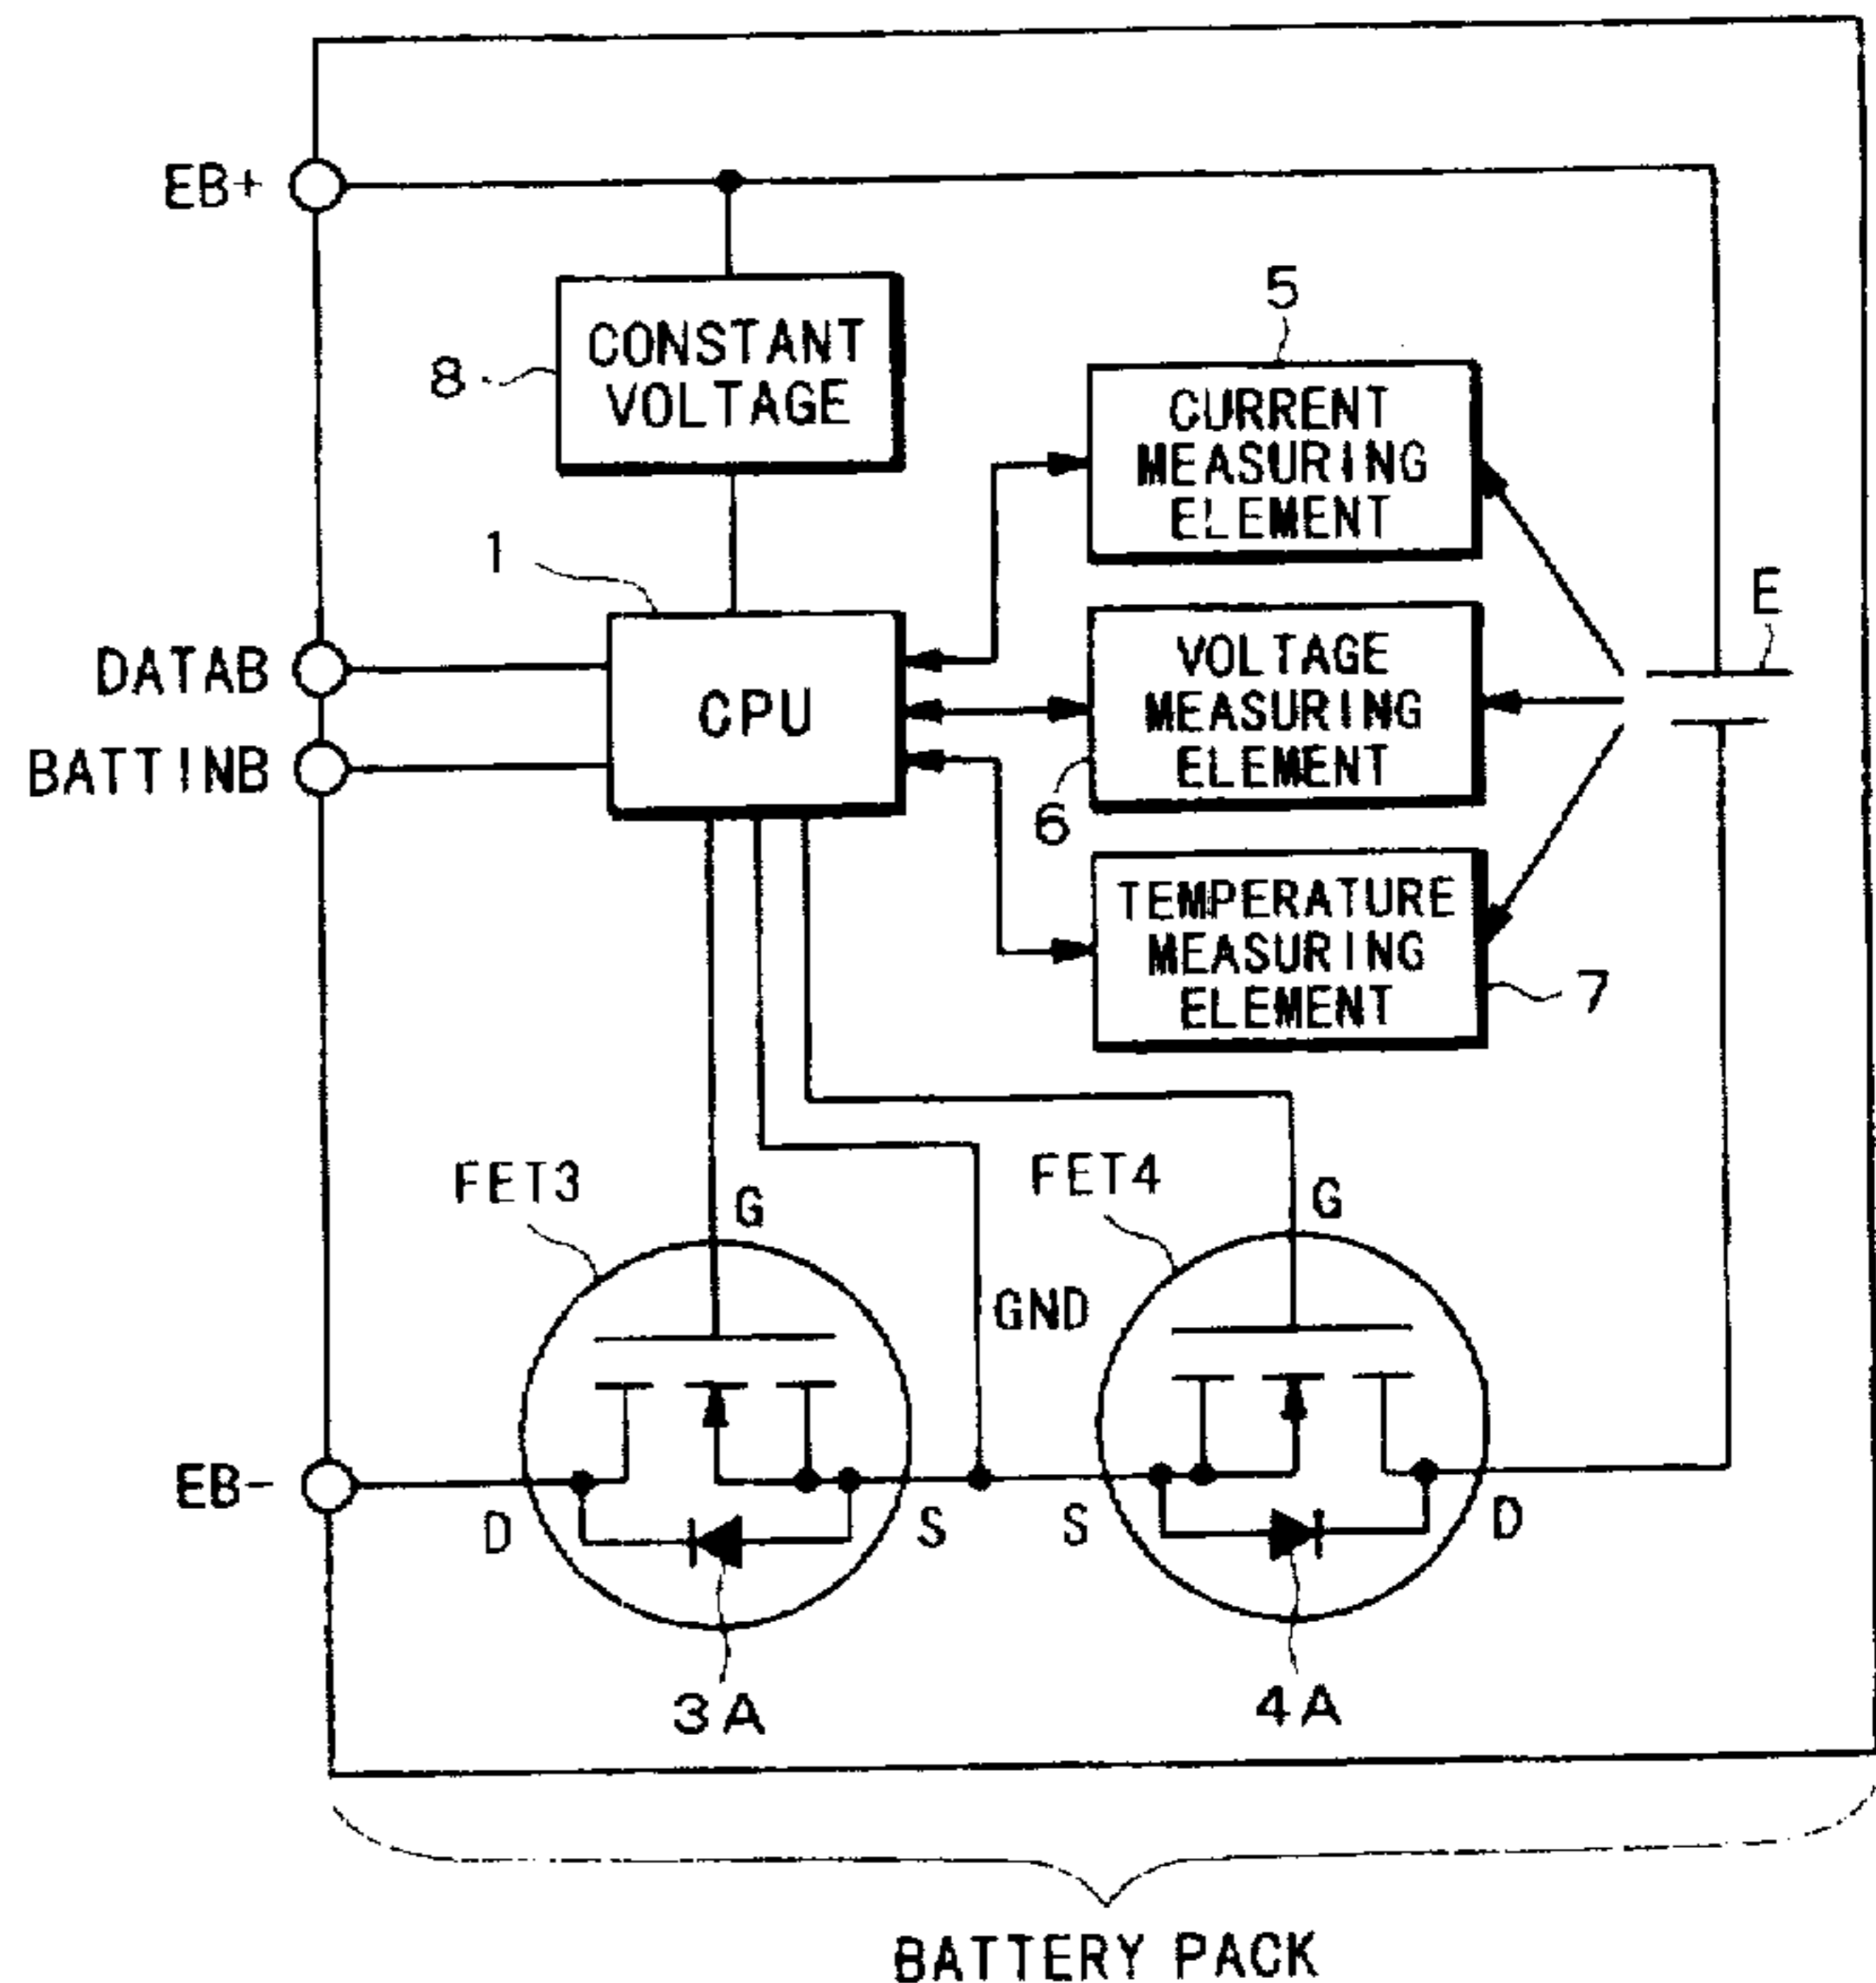 EB+
CONSTANT
VOLTAGE
8
5
CURRENT
MEASURING
ELEMENT
1
E
DATAB
BATTINB
CPU
VOLTAGE
MEASURING
ELEMENT
6
TEMPERATURE
MEASURING
ELEMENT
7
FET3
G
FET4
G
GND
EB-
D
S
S
D
3A
4A
BATTERY PACK